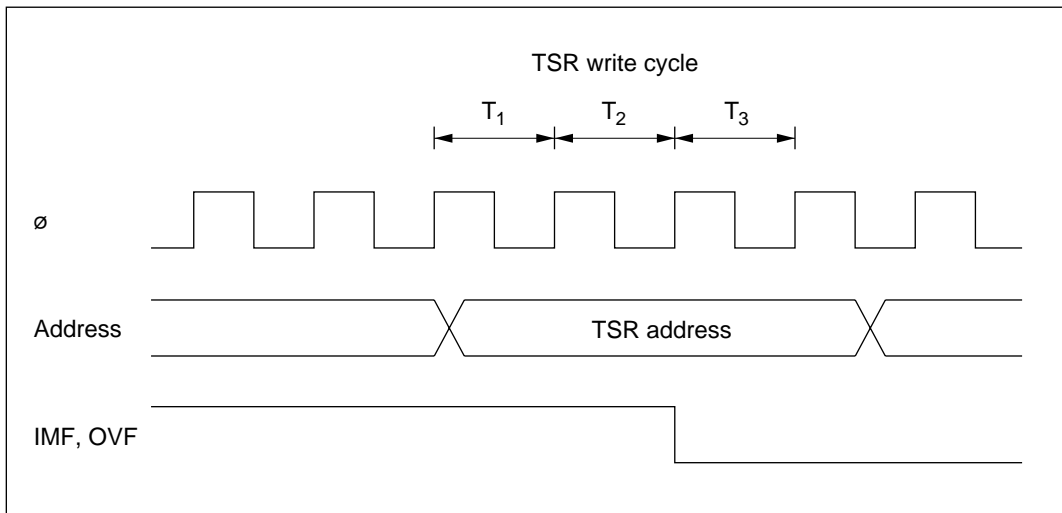 TSR write cycle
T₁ T₂ T₃
ø
Address TSR address
IMF, OVF